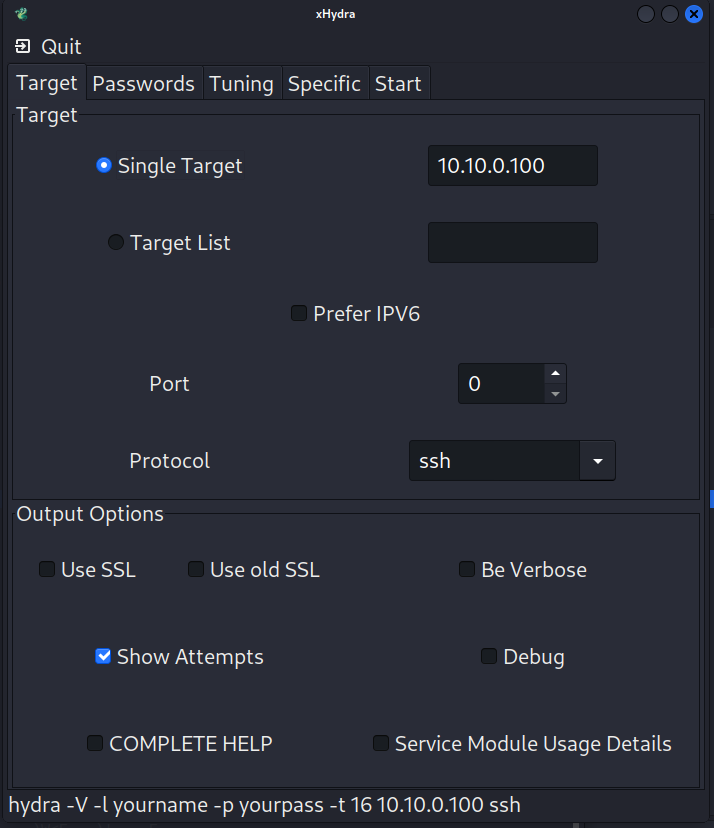 xHydra
Quit
Target Passwords Tuning Specific Start
Target
Single Target 10.10.0.100
Target List
Prefer IPV6
Port 0
Protocol ssh
Output Options
Use SSL Use old SSL Be Verbose
Show Attempts Debug
COMPLETE HELP Service Module Usage Details
hydra -V -l yourname -p yourpass -t 16 10.10.0.100 ssh